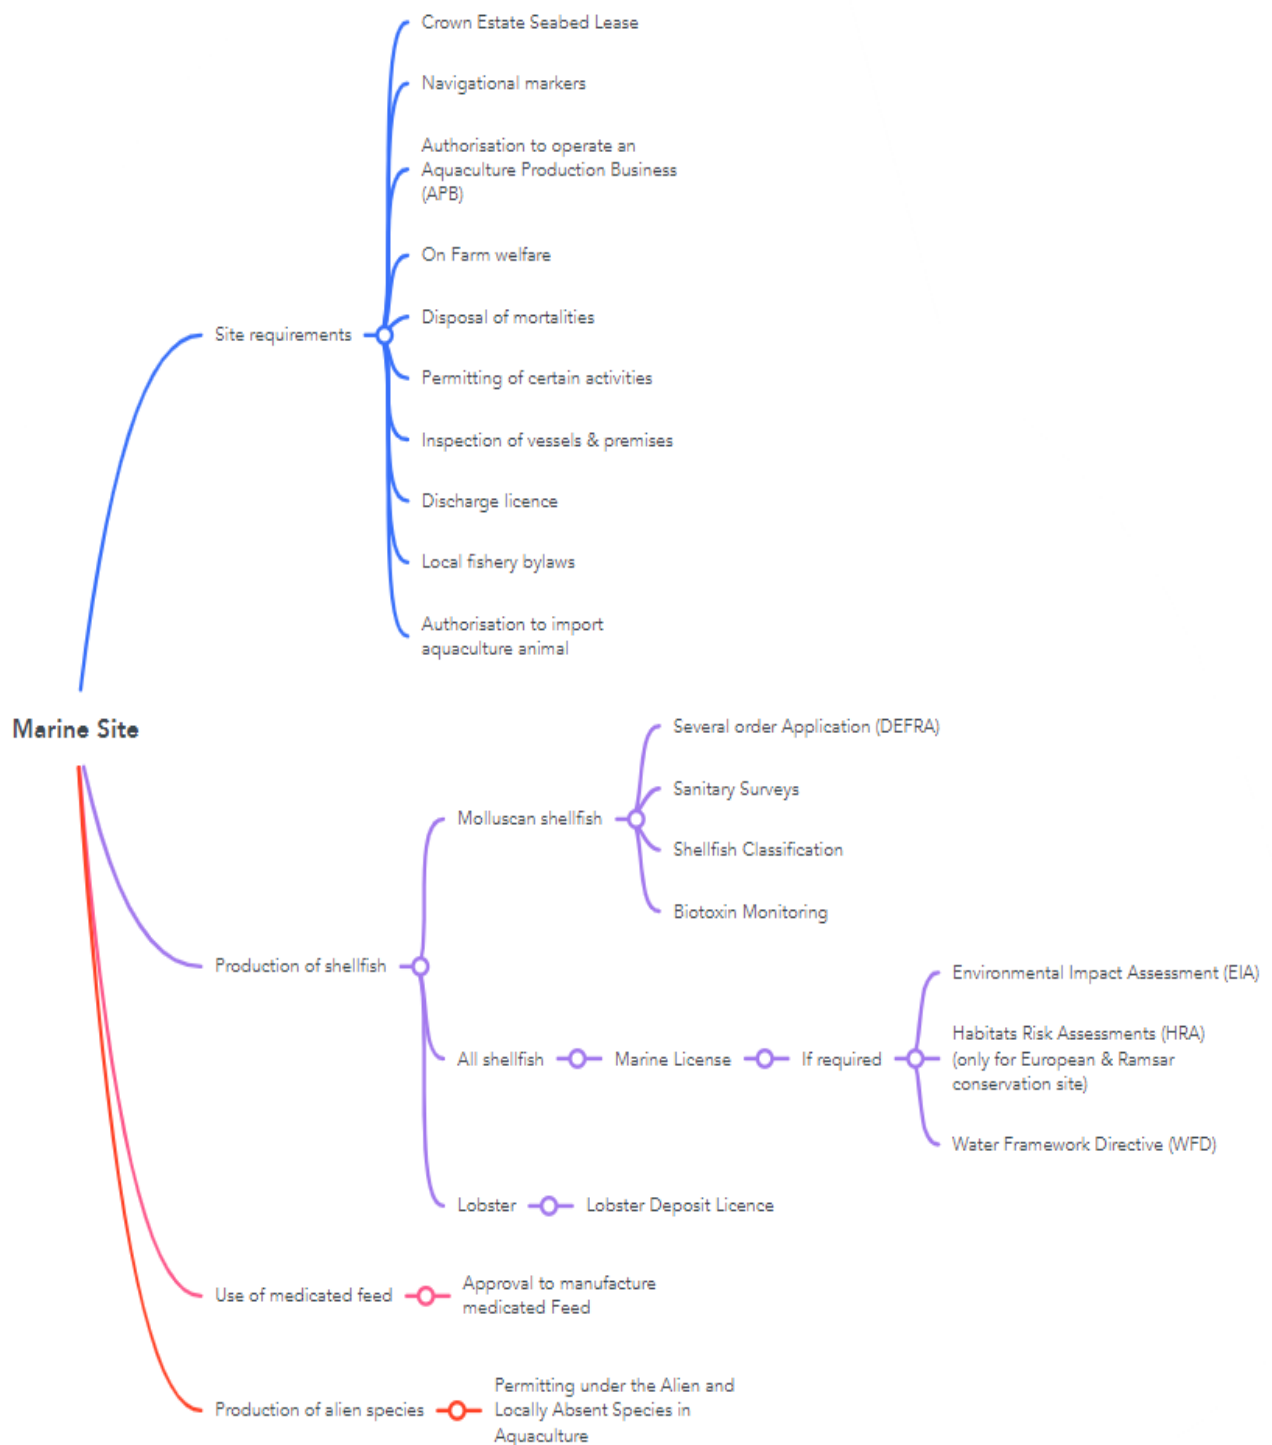 Crown Estate Seabed Lease
Navigational markers
Authorisation to operate an
Aquaculture Production Business
(APB)
On Farm welfare
Disposal of mortalities
Site requirements
Permitting of certain activities
Inspection of vessels & premises
Discharge licence
Local fishery bylaws
Authorisation to import
aquaculture animal
Marine Site
Several order Application (DEFRA)
Sanitary Surveys
Molluscan shellfish
Shellfish Classification
Biotoxin Monitoring
Production of shellfish
Environmental Impact Assessment (EIA)
Habitats Risk Assessments (HRA)
(only for European & Ramsar
conservation site)
All shellfish
Marine License
If required
Water Framework Directive (WFD)
Lobster
Lobster Deposit Licence
Use of medicated feed
Approval to manufacture
medicated Feed
Production of alien species
Permitting under the Alien and
Locally Absent Species in
Aquaculture